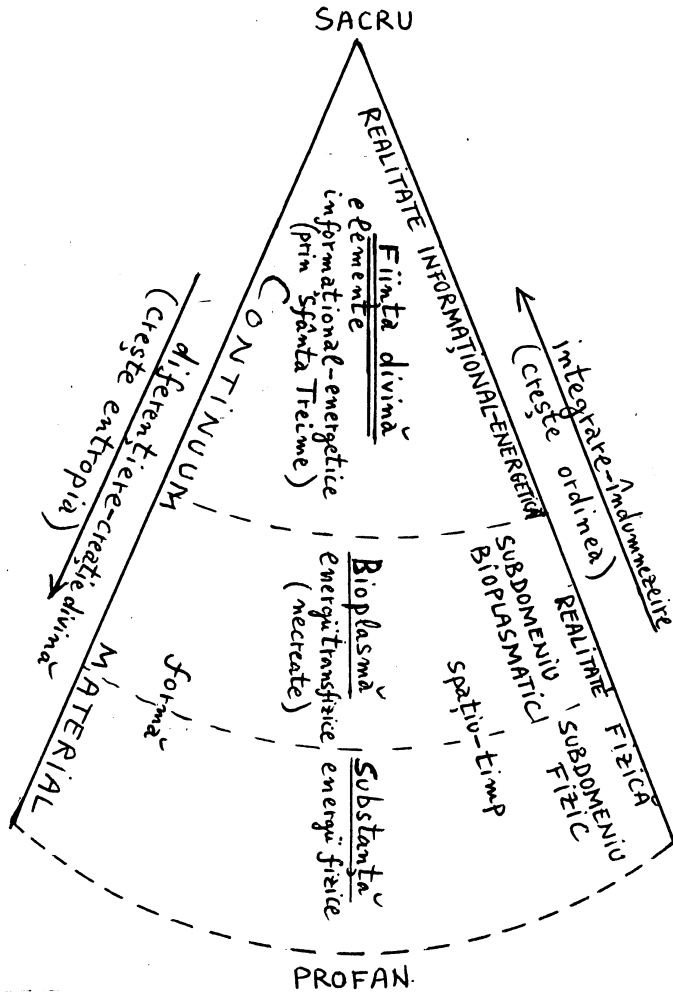 SACRU
REALITATE INFORMAȚIONAL-ENERGETICĂ
Ființa divină
elemente
informațional-energetice
(prin Sfânta Treime)
CONTINUUM
integrare-îndumnezeire
(crește ordinea)
diferențiere-creație divină
(crește entropia)
REALITATE FIZICĂ
SUBDOMENIU
BIOPLASMATIC
Bioplasmă
energii transfizice
(necreate)
SUBDOMENIU
FIZIC
spațiu-timp
formă
MATERIAL
Substanță
energii fizice
PROFAN